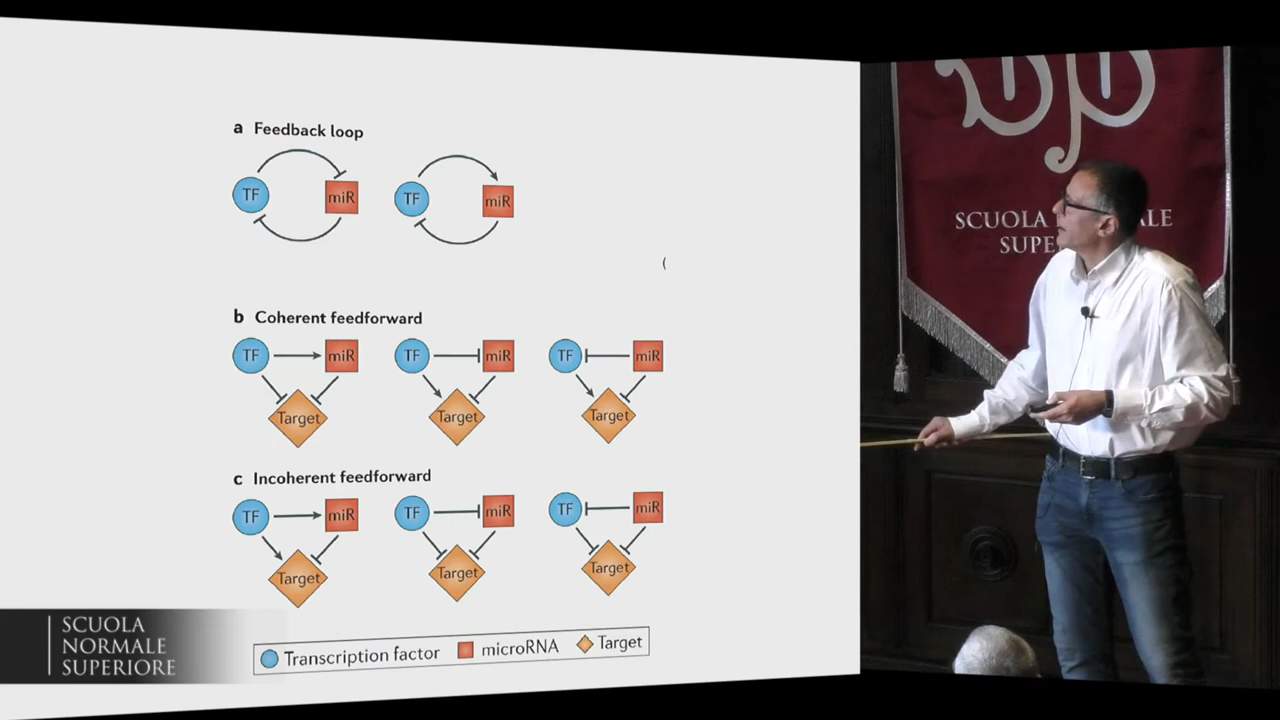 a Feedback loop
TF miR TF miR
(
b Coherent feedforward
TF miR TF miR TF miR
Target Target Target
c Incoherent feedforward
TF miR TF miR TF miR
Target Target Target
Transcription factor microRNA Target
SCUOLA
NORMALE
SUPERIORE
SCUOLA ALE
SUPE